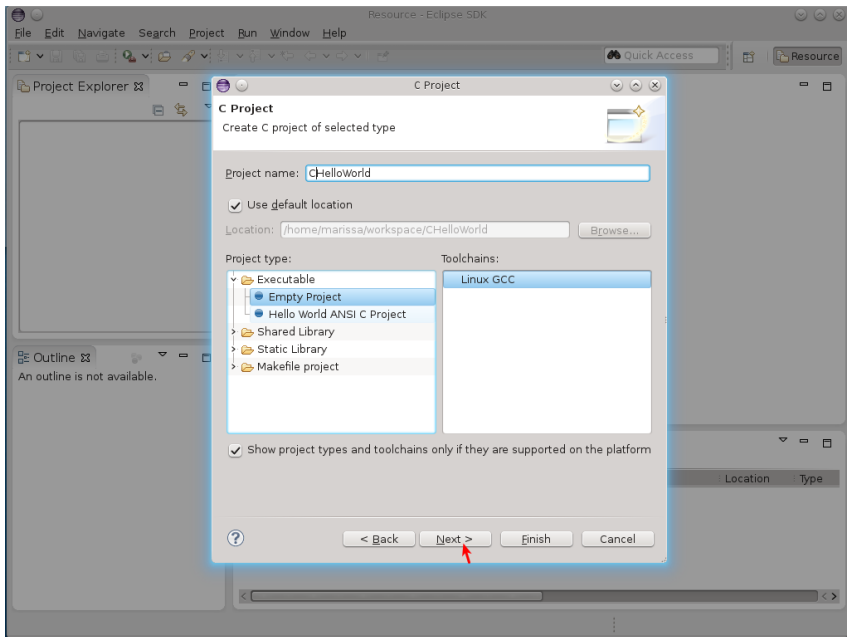 Resource - Eclipse SDK
File Edit Navigate Search Project Run Window Help
Quick Access
Resource
Project Explorer
C Project
C Project
Create C project of selected type
Project name: CHelloWorld
Use default location
Location: /home/marissa/workspace/CHelloWorld Browse...
Project type: Toolchains:
Executable Linux GCC
Empty Project
Hello World ANSI C Project
Shared Library
Static Library
Makefile project
Outline
An outline is not available.
Show project types and toolchains only if they are supported on the platform
Location Type
< Back Next > Finish Cancel